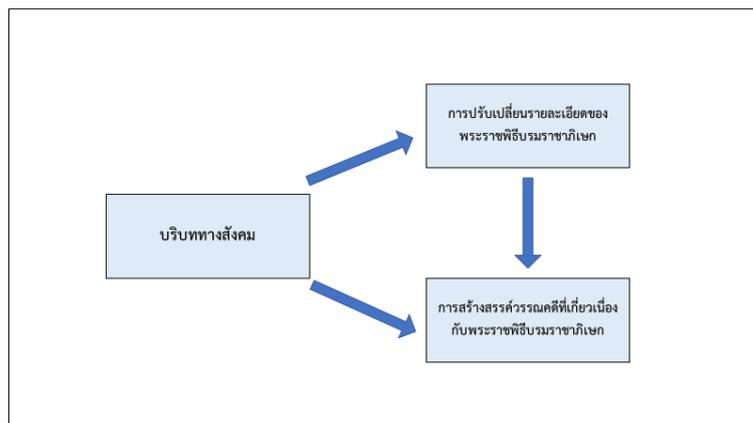 การปรับเปลี่ยนรายละเอียดของ
พระราชพิธีบรมราชาภิเษก
บริบททางสังคม
การสร้างสรรค์วรรณคดีที่เกี่ยวเนื่อง
กับพระราชพิธีบรมราชาภิเษก